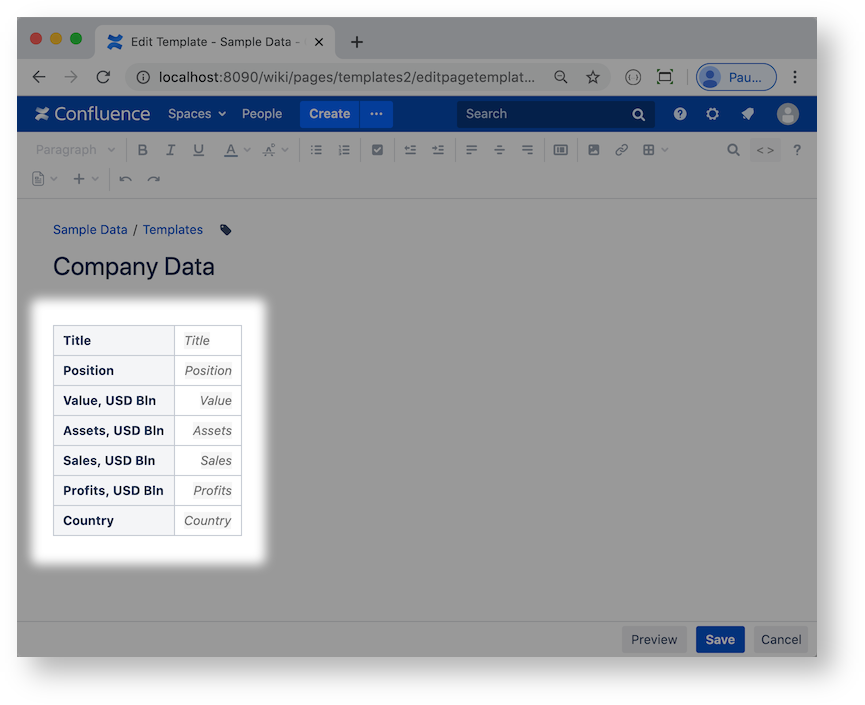 Edit Template - Sample Data -
localhost:8090/wiki/pages/templates2/editpagetemplat...
Pau...
Confluence Spaces People Create ... Search
Paragraph B I U A
Sample Data / Templates
Company Data
Title Title
Position Position
Value, USD Bln Value
Assets, USD Bln Assets
Sales, USD Bln Sales
Profits, USD Bln Profits
Country Country
Preview Save Cancel